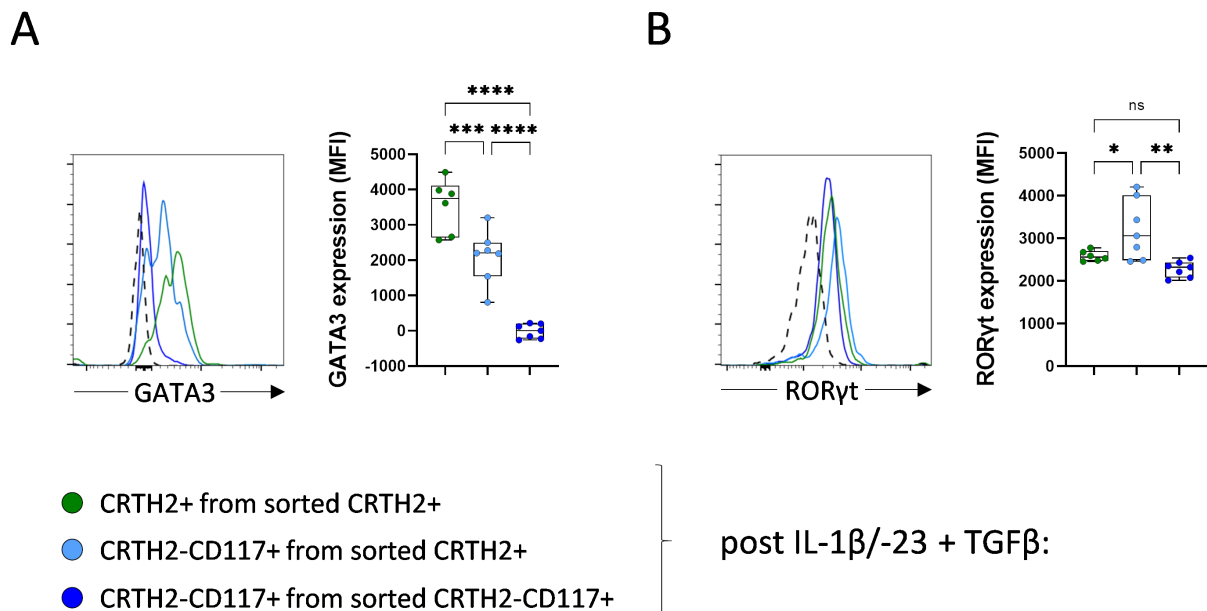 A
B
****
*** ****
GATA3 expression (MFI)
5000
4000
3000
2000
1000
0
-1000
GATA3
ns
* **
RORγt expression (MFI)
5000
4000
3000
2000
1000
0
RORγt
CRTH2+ from sorted CRTH2+
CRTH2-CD117+ from sorted CRTH2+
CRTH2-CD117+ from sorted CRTH2-CD117+
post IL-1β/-23 + TGFβ: